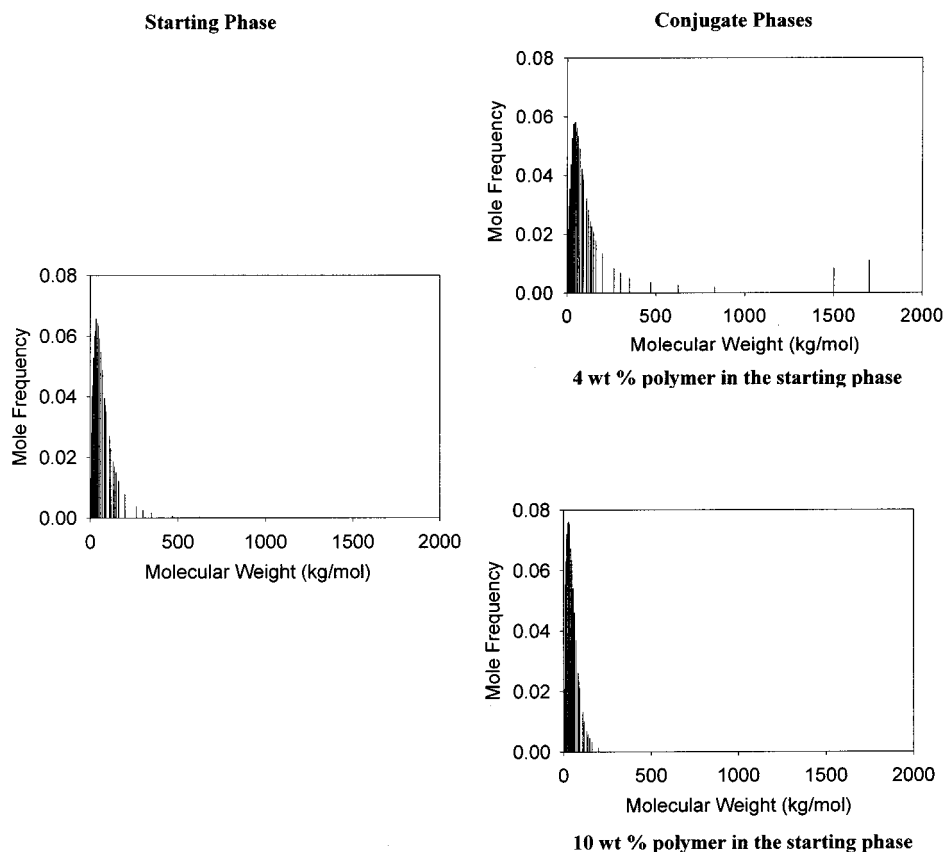 Starting Phase
Conjugate Phases
0.08
0.06
0.04
0.02
0.00
Mole Frequency
0 500 1000 1500 2000
Molecular Weight (kg/mol)
4 wt % polymer in the starting phase
0.08
0.06
0.04
0.02
0.00
Mole Frequency
0 500 1000 1500 2000
Molecular Weight (kg/mol)
0.08
0.06
0.04
0.02
0.00
Mole Frequency
0 500 1000 1500 2000
Molecular Weight (kg/mol)
10 wt % polymer in the starting phase